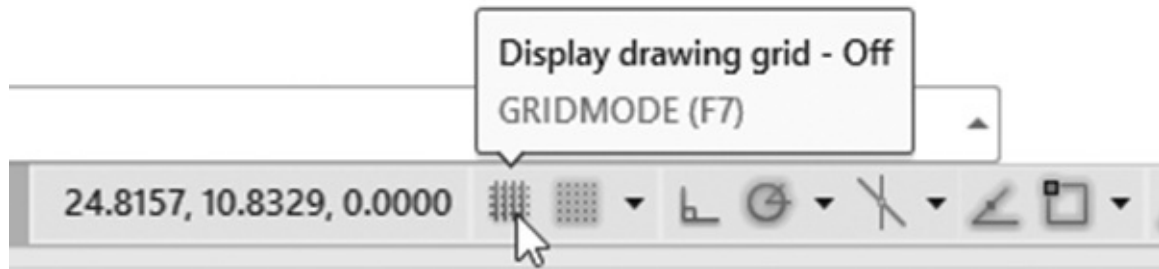 Display drawing grid - Off
GRIDMODE (F7)
24.8157, 10.8329, 0.0000